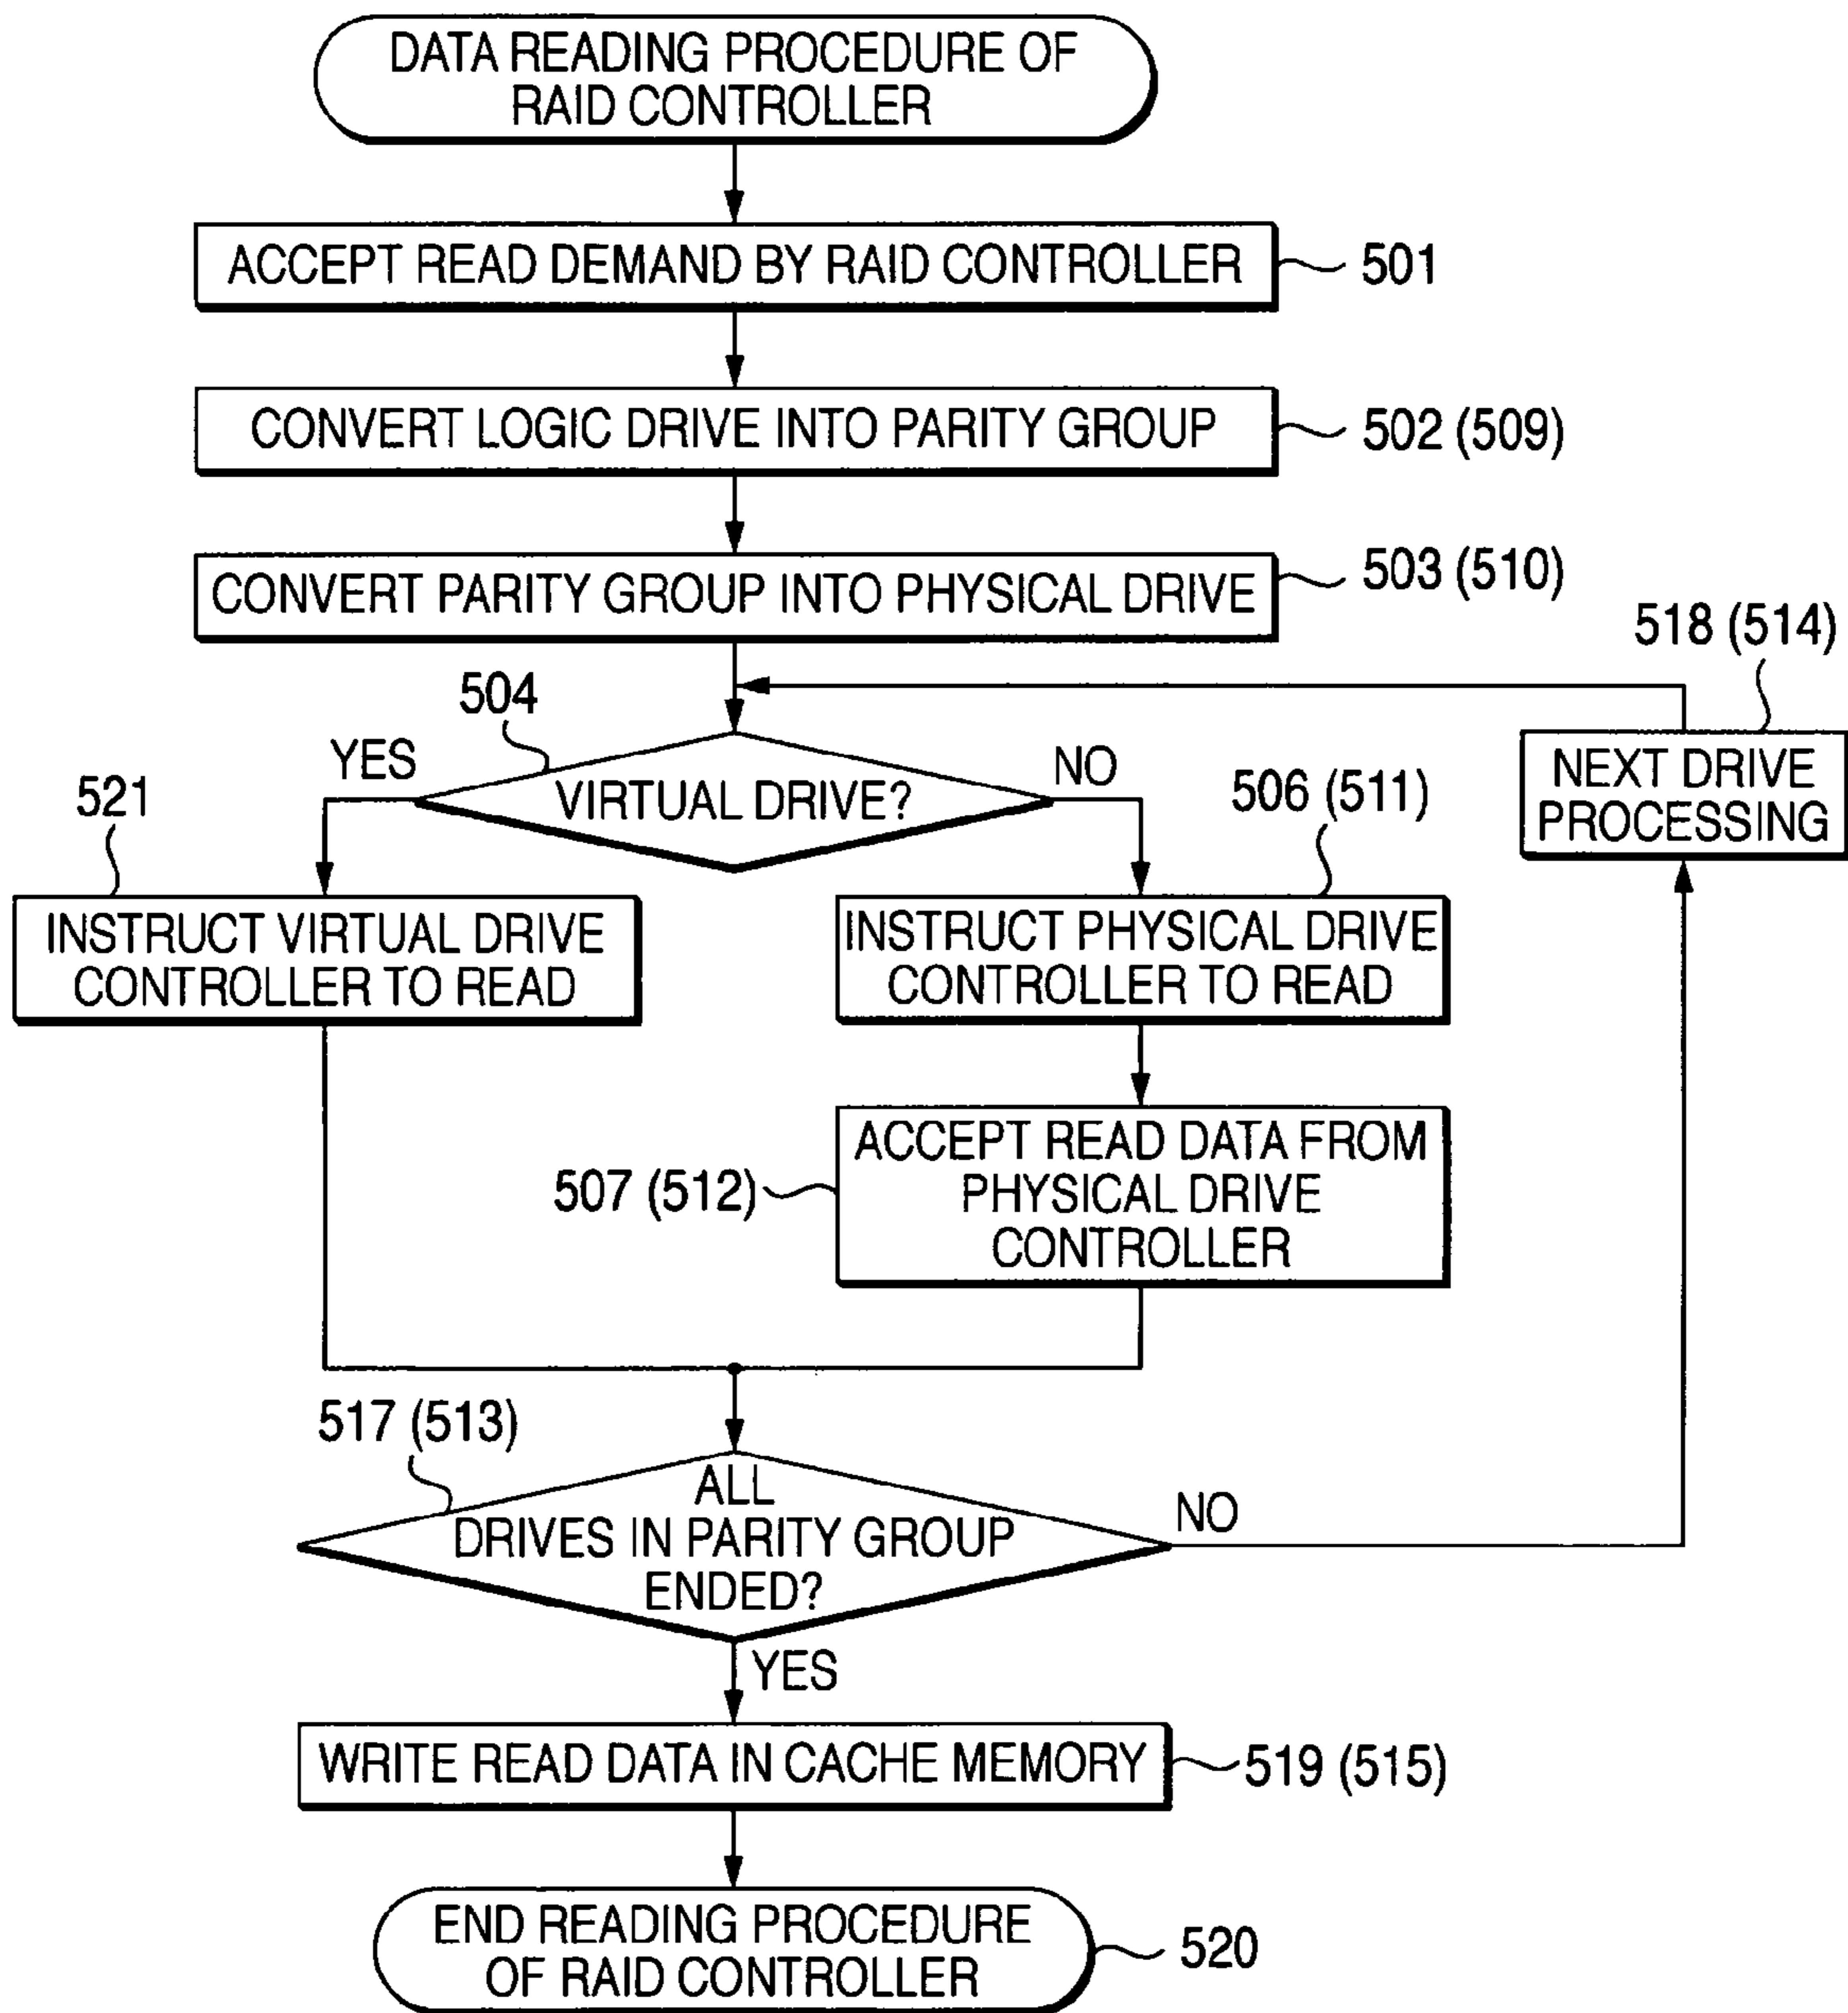 DATA READING PROCEDURE OF
RAID CONTROLLER
ACCEPT READ DEMAND BY RAID CONTROLLER
501
CONVERT LOGIC DRIVE INTO PARITY GROUP
502 (509)
CONVERT PARITY GROUP INTO PHYSICAL DRIVE
503 (510)
518 (514)
NEXT DRIVE
PROCESSING
504
YES
VIRTUAL DRIVE?
NO
521
506 (511)
INSTRUCT VIRTUAL DRIVE
CONTROLLER TO READ
INSTRUCT PHYSICAL DRIVE
CONTROLLER TO READ
507 (512)
ACCEPT READ DATA FROM
PHYSICAL DRIVE
CONTROLLER
517 (513)
ALL
DRIVES IN PARITY GROUP
ENDED?
NO
YES
WRITE READ DATA IN CACHE MEMORY
519 (515)
END READING PROCEDURE
OF RAID CONTROLLER
520